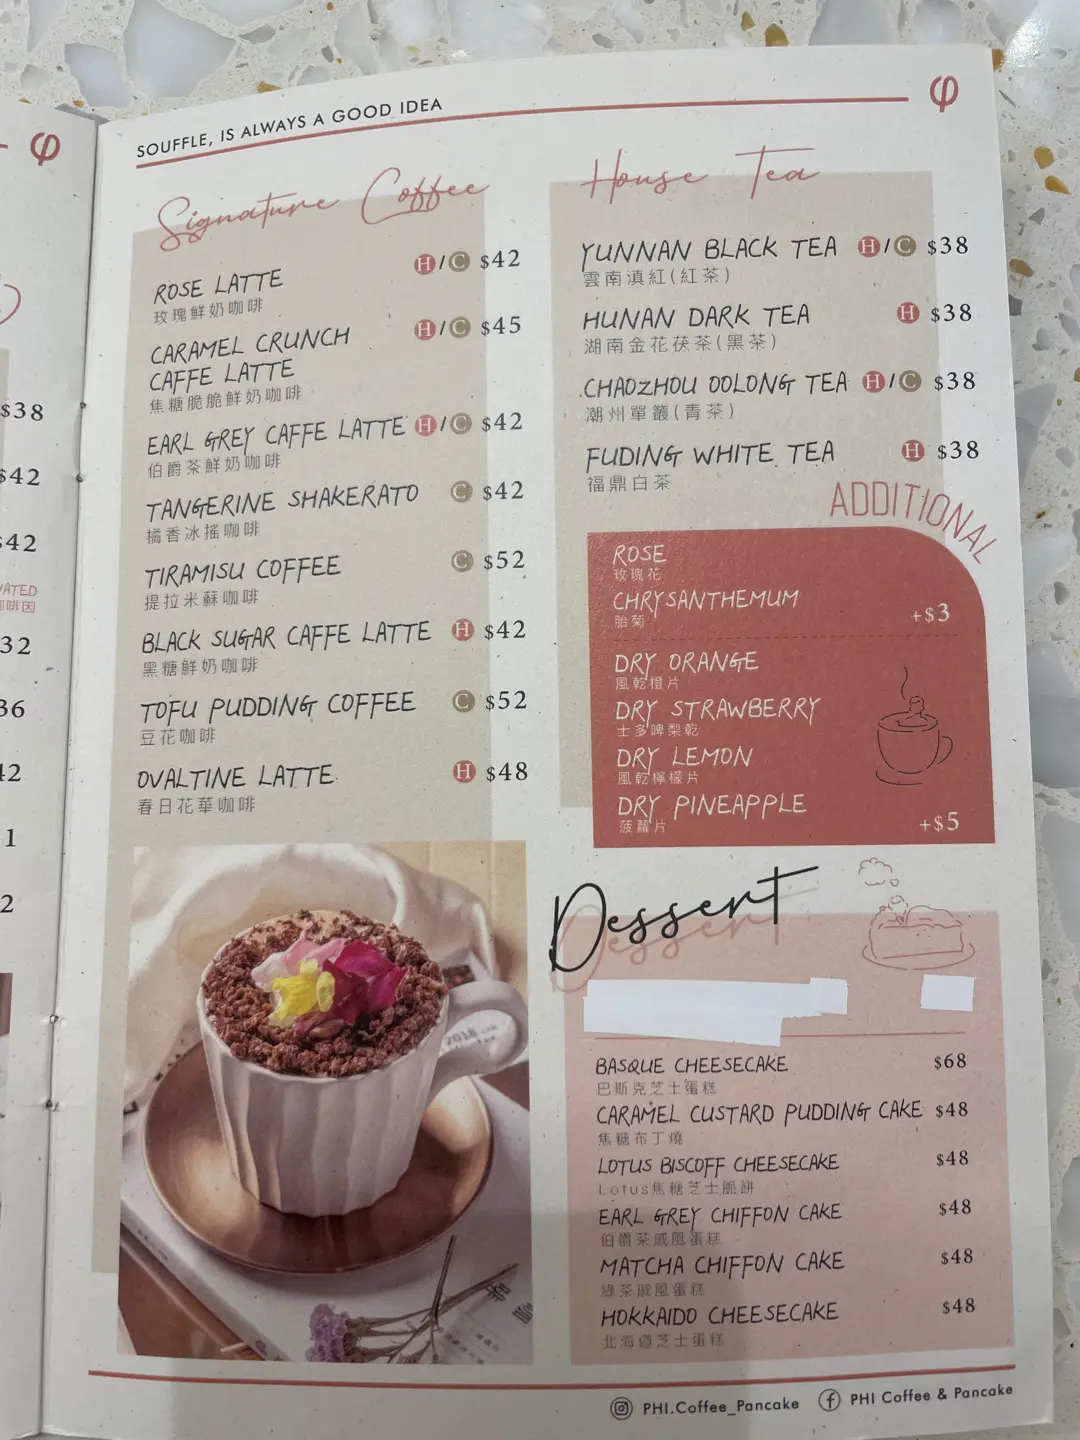 SOUFFLE, IS ALWAYS A GOOD IDEA
φ
φ
Signature Coffee
ROSE LATTE H/C $42
玫瑰鮮奶咖啡
CARAMEL CRUNCH H/C $45
CAFFE LATTE
焦糖脆脆鮮奶咖啡
EARL GREY CAFFE LATTE H/C $42
伯爵茶鮮奶咖啡
TANGERINE SHAKERATO C $42
橘香冰搖咖啡
TIRAMISU COFFEE C $52
提拉米蘇咖啡
BLACK SUGAR CAFFE LATTE H $42
黑糖鮮奶咖啡
TOFU PUDDING COFFEE C $52
豆花咖啡
OVALTINE LATTE H $48
春日花華咖啡
House Tea
YUNNAN BLACK TEA H/C $38
雲南滇紅(紅茶)
HUNAN DARK TEA H $38
湖南金花茯茶(黑茶)
CHAOZHOU OOLONG TEA H/C $38
潮州單叢(青茶)
FUDING WHITE TEA H $38
福鼎白茶
ADDITIONAL
ROSE
玫瑰花
CHRYSANTHEMUM
胎菊 +$3
DRY ORANGE
風乾橙片
DRY STRAWBERRY
士多啤梨乾
DRY LEMON
風乾檸檬片
DRY PINEAPPLE
菠蘿片 +$5
Dessert
BASQUE CHEESECAKE $68
巴斯克芝士蛋糕
CARAMEL CUSTARD PUDDING CAKE $48
焦糖布丁燒
LOTUS BISCOFF CHEESECAKE $48
Lotus焦糖芝士脆餅
EARL GREY CHIFFON CAKE $48
伯爵茶戚風蛋糕
MATCHA CHIFFON CAKE $48
綠茶戚風蛋糕
HOKKAIDO CHEESECAKE $48
北海道芝士蛋糕
PHI.Coffee_Pancake
PHI Coffee & Pancake
$38
$42
2018